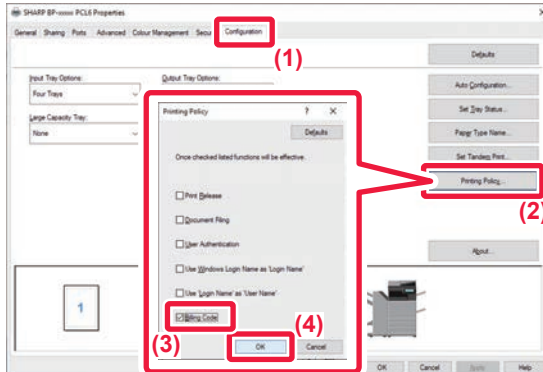 SHARP BP-xxxxx PCL6 Properties
General Sharing Ports Advanced Colour Management Secu Configuration
(1)
Defaults
Input Tray Options: Output Tray Options:
Four Trays
Auto Configuration...
Large Capacity Tray:
None
Set Tray Status...
Paper Type Name...
Set Tandem Print...
Printing Policy...
(2)
About...
Printing Policy ? ×
Defaults
Once checked listed functions will be effective.
Print Release
Document Filing
User Authentication
Use Windows Login Name as 'Login Name'
Use 'Login Name' as 'User Name'
Billing Code
(3)
(4)
OK Cancel
1
OK Cancel Apply Help